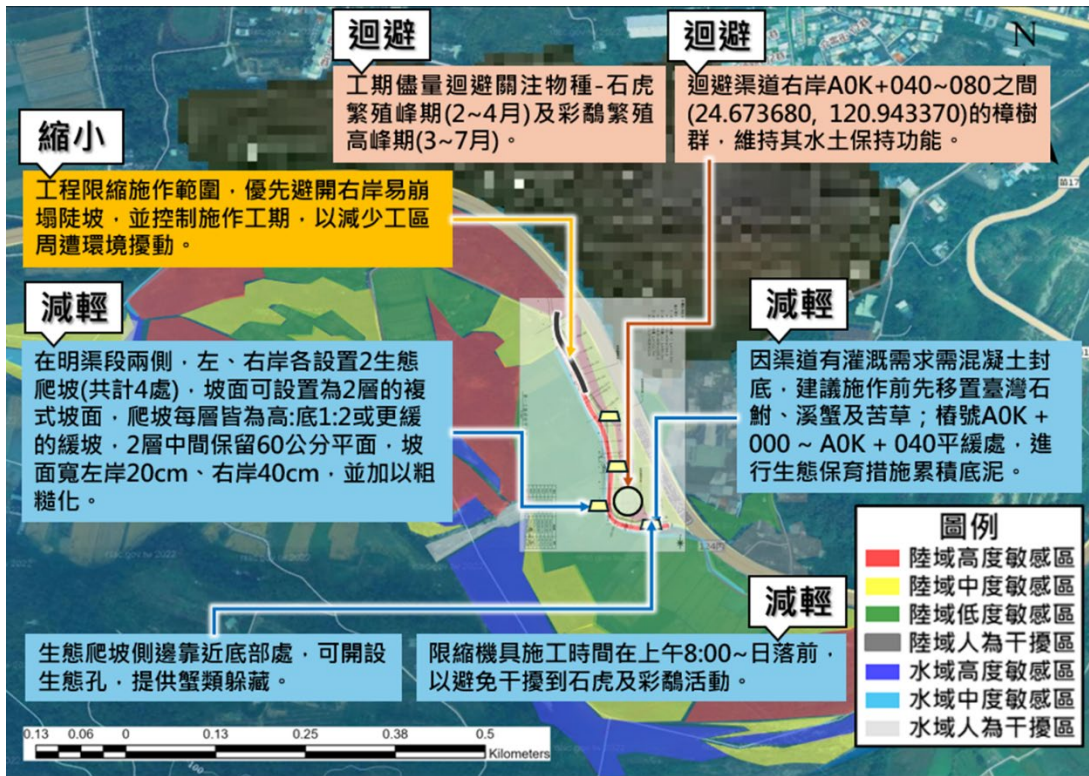 迴避
工期儘量迴避關注物種-石虎
繁殖峰期(2~4月)及彩鷸繁殖
高峰期(3~7月)。
迴避
迴避渠道右岸A0K+040~080之間
(24.673680, 120.943370)的樟樹
群，維持其水土保持功能。
N
縮小
工程限縮施作範圍，優先避開右岸易崩
塌陡坡，並控制施作工期，以減少工區
周遭環境擾動。
苗17
減輕
在明渠段兩側，左、右岸各設置2生態
爬坡(共計4處)，坡面可設置為2層的複
式坡面，爬坡每層皆為高:底1:2或更緩
的緩坡，2層中間保留60公分平面，坡
面寬左岸20cm、右岸40cm，並加以粗
糙化。
減輕
因渠道有灌溉需求需混凝土封
底，建議施作前先移置臺灣石
鮒、溪蟹及苦草；樁號A0K +
000 ~ A0K + 040平緩處，進
行生態保育措施累積底泥。
生態爬坡側邊靠近底部處，可開設
生態孔，提供蟹類躲藏。
減輕
限縮機具施工時間在上午8:00~日落前，
以避免干擾到石虎及彩鷸活動。
圖例
陸域高度敏感區
陸域中度敏感區
陸域低度敏感區
陸域人為干擾區
水域高度敏感區
水域中度敏感區
水域人為干擾區
0.13 0.06 0 0.13 0.25 0.38 0.5
Kilometers